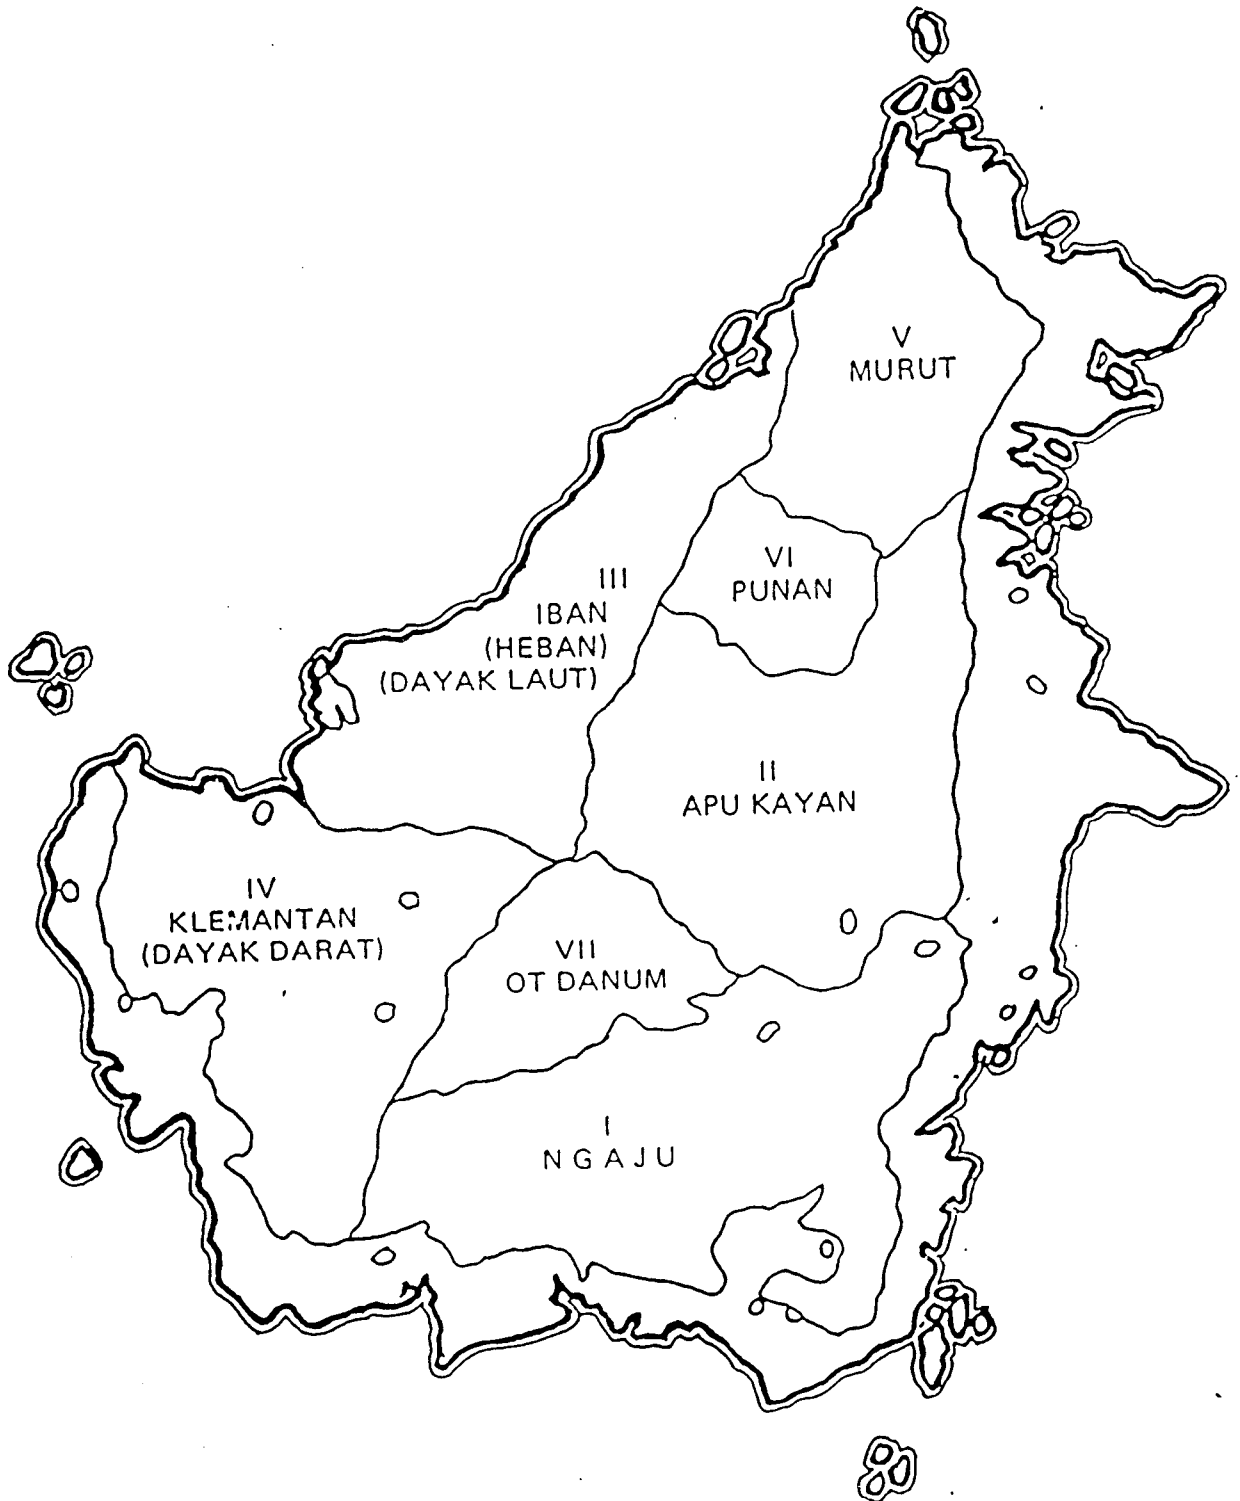 V
MURUT
VI
PUNAN
III
IBAN
(HEBAN)
(DAYAK LAUT)
II
APU KAYAN
IV
KLEMANTAN
(DAYAK DARAT)
VII
OT DANUM
I
NGAJU